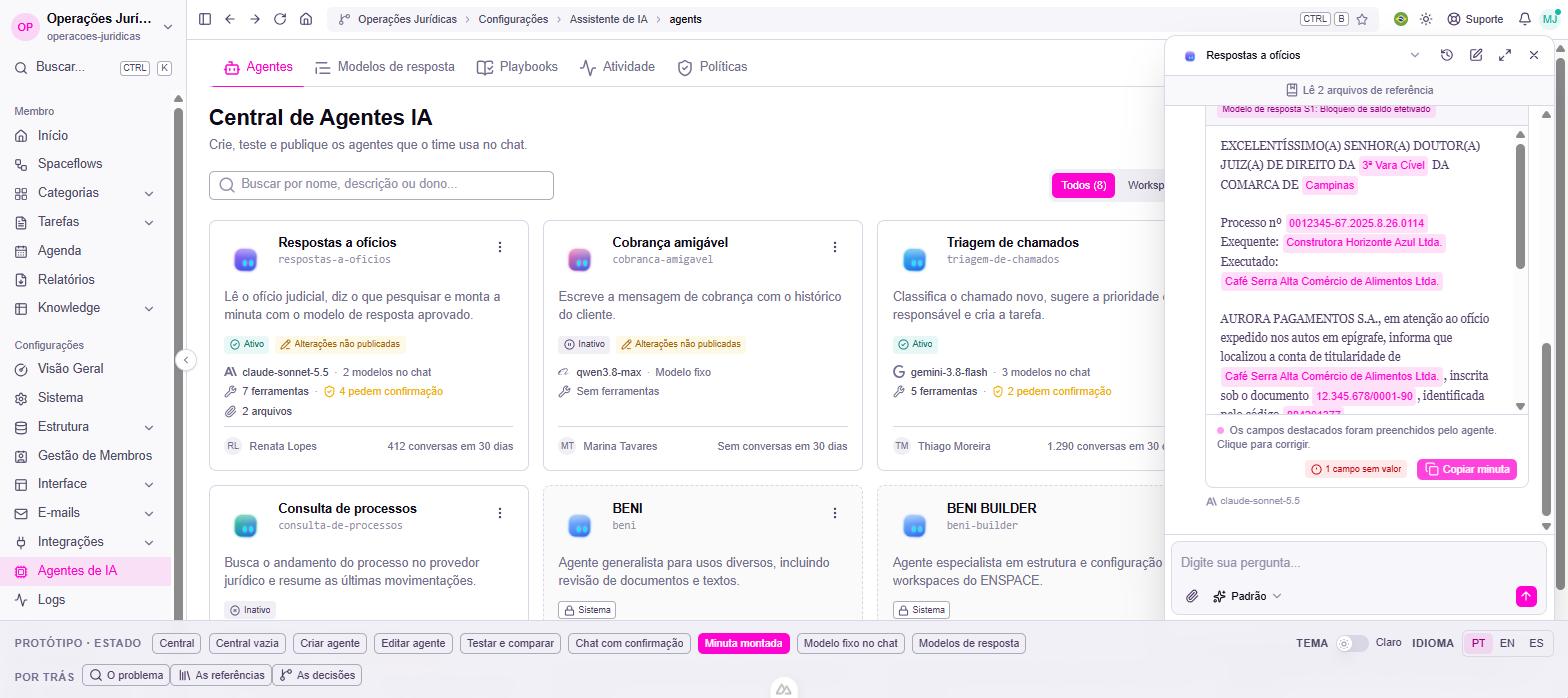 OP
Operações Jurí...
operacoes-juridicas
Buscar...
CTRL
K
Membro
Início
Spaceflows
Categorias
Tarefas
Agenda
Relatórios
Knowledge
Configurações
Visão Geral
Sistema
Estrutura
Gestão de Membros
Interface
E-mails
Integrações
Agentes de IA
Logs
Operações Jurídicas
Configurações
Assistente de IA
agents
CTRL
B
Suporte
MJ
Agentes
Modelos de resposta
Playbooks
Atividade
Políticas
Central de Agentes IA
Crie, teste e publique os agentes que o time usa no chat.
Buscar por nome, descrição ou dono...
Todos (8)
Worksp
Respostas a ofícios
respostas-a-oficios
Lê o ofício judicial, diz o que pesquisar e monta a
minuta com o modelo de resposta aprovado.
Ativo
Alterações não publicadas
claude-sonnet-5.5 · 2 modelos no chat
7 ferramentas · 4 pedem confirmação
2 arquivos
RL
Renata Lopes
412 conversas em 30 dias
Cobrança amigável
cobranca-amigavel
Escreve a mensagem de cobrança com o histórico
do cliente.
Inativo
Alterações não publicadas
qwen3.8-max · Modelo fixo
Sem ferramentas
MT
Marina Tavares
Sem conversas em 30 dias
Triagem de chamados
triagem-de-chamados
Classifica o chamado novo, sugere a prioridade e
responsável e cria a tarefa.
Ativo
gemini-3.8-flash · 3 modelos no chat
5 ferramentas · 2 pedem confirmação
TM
Thiago Moreira
1.290 conversas em 30
Consulta de processos
consulta-de-processos
Busca o andamento do processo no provedor
jurídico e resume as últimas movimentações.
Inativo
BENI
beni
Agente generalista para usos diversos, incluindo
revisão de documentos e textos.
Sistema
BENI BUILDER
beni-builder
Agente especialista em estrutura e configuração
workspaces do ENSPACE.
Sistema
Respostas a ofícios
Lê 2 arquivos de referência
Modelo de resposta S1: Bloqueio de saldo efetivado
EXCELENTÍSSIMO(A) SENHOR(A) DOUTOR(A)
JUIZ(A) DE DIREITO DA 3ª Vara Cível DA
COMARCA DE Campinas
Processo nº 0012345-67.2025.8.26.0114
Exequente: Construtora Horizonte Azul Ltda.
Executado:
Café Serra Alta Comércio de Alimentos Ltda.
AURORA PAGAMENTOS S.A., em atenção ao ofício
expedido nos autos em epígrafe, informa que
localizou a conta de titularidade de
Café Serra Alta Comércio de Alimentos Ltda. , inscrita
sob o documento 12.345.678/0001-90 , identificada
pelo código 884201377
Os campos destacados foram preenchidos pelo agente.
Clique para corrigir.
1 campo sem valor
Copiar minuta
claude-sonnet-5.5
Digite sua pergunta...
Padrão
PROTÓTIPO · ESTADO
Central
Central vazia
Criar agente
Editar agente
Testar e comparar
Chat com confirmação
Minuta montada
Modelo fixo no chat
Modelos de resposta
TEMA
Claro
IDIOMA
PT
EN
ES
POR TRÁS
O problema
As referências
As decisões